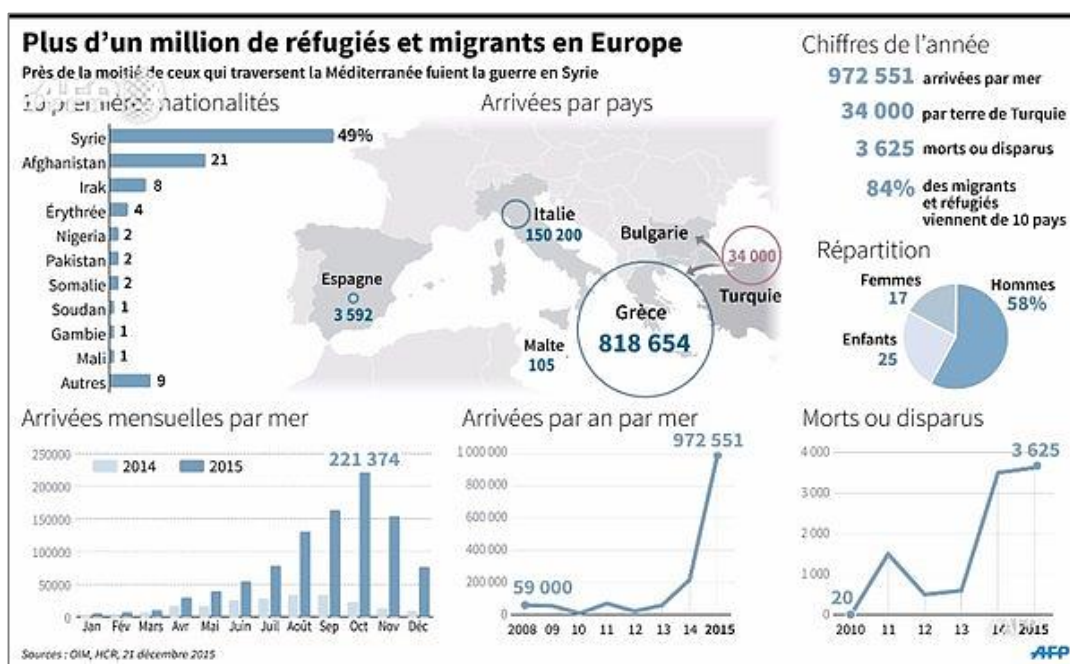 Plus d'un million de réfugiés et migrants en Europe
Près de la moitié de ceux qui traversent la Méditerranée fuient la guerre en Syrie
premières nationalités
Syrie 49%
Afghanistan 21
Irak 8
Érythrée 4
Nigeria 2
Pakistan 2
Somalie 2
Soudan 1
Gambie 1
Mali 1
Autres 9
Arrivées par pays
Italie
150 200
Bulgarie
34 000
Turquie
Espagne
3 592
Grèce
818 654
Malte
105
Chiffres de l'année
972 551 arrivées par mer
34 000 par terre de Turquie
3 625 morts ou disparus
84% des migrants
et réfugiés
viennent de 10 pays
Répartition
Femmes
17
Hommes
58%
Enfants
25
Arrivées mensuelles par mer
2014
2015
221 374
250000
200000
150000
100000
50000
0
Jan Fév Mars Avr Mai Juin Juil Août Sep Oct Nov Déc
Arrivées par an par mer
972 551
1 000 000
800 000
600 000
400 000
200 000
0
59 000
2008 09 10 11 12 13 14 2015
Morts ou disparus
3 625
4 000
3 000
2 000
1 000
0
20
2010 11 12 13 14 2015
Sources : OIM, HCR, 21 décembre 2015
AFP